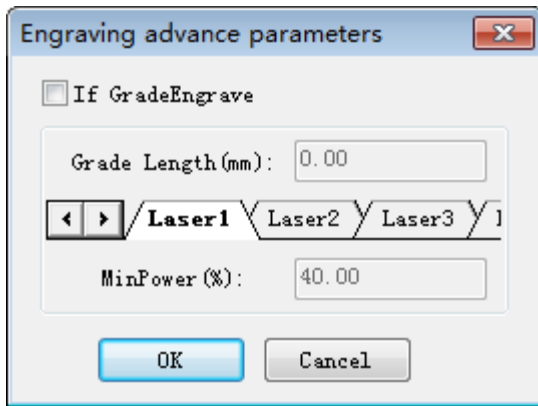 Engraving advance parameters
If GradeEngrave
Grade Length(mm): 0.00
Laser1 Laser2 Laser3
MinPower(%): 40.00
OK Cancel